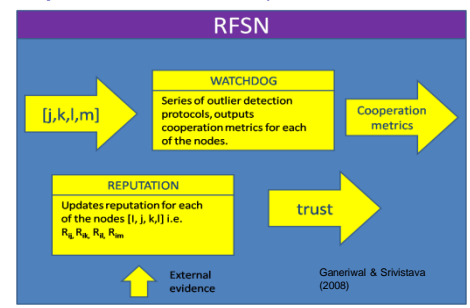 RFSN
WATCHDOG
[j,k,l,m]
Series of outlier detection
protocols, outputs
cooperation metrics for each
of the nodes.
Cooperation
metrics
REPUTATION
Updates reputation for each
of the nodes [I, j, k,l] i.e.
Rij, Rik, Ril, Rim
trust
External
evidence
Ganeriwal & Srivistava
(2008)